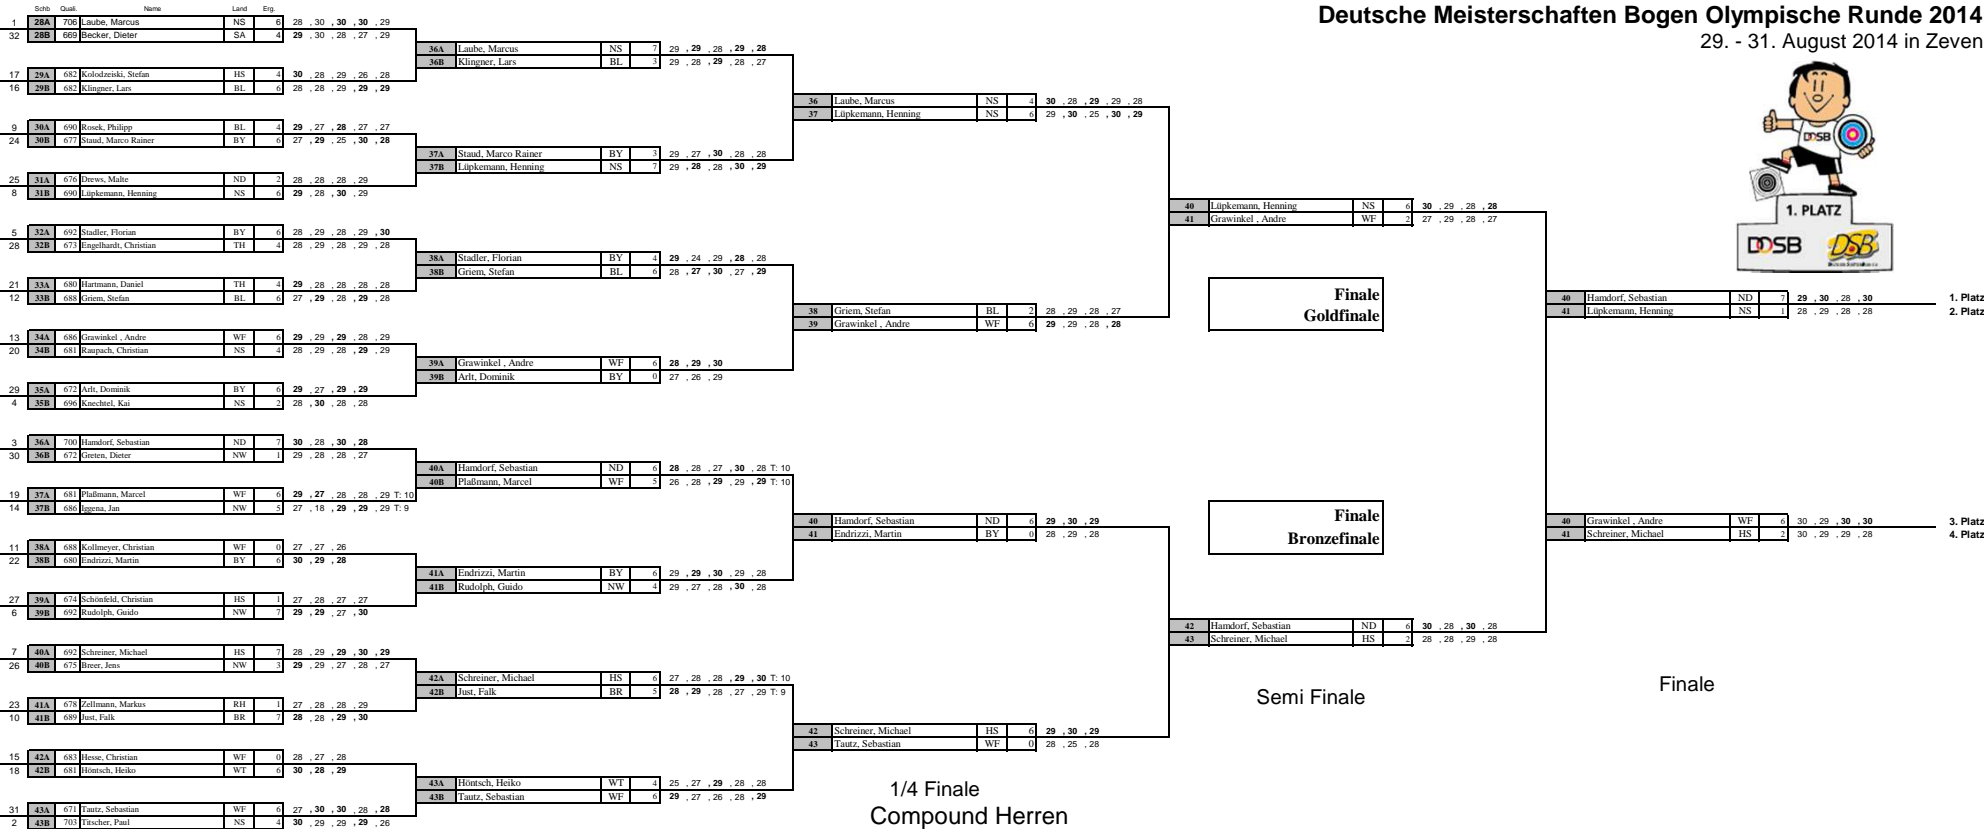 Deutsche Meisterschaften Bogen Olympische Runde 2014
29. - 31. August 2014 in Zeven
Schb Quali. Name Land Erg.
1 28A 706 Laube, Marcus NS 6 28 , 30 , 30 , 30 , 29
32 28B 669 Becker, Dieter SA 4 29 , 30 , 28 , 27 , 29
17 29A 682 Kolodzeiski, Stefan HS 4 30 , 28 , 29 , 26 , 28
16 29B 682 Klingner, Lars BL 6 28 , 28 , 29 , 29 , 29
9 30A 690 Rosek, Philipp BL 4 29 , 27 , 28 , 27 , 27
24 30B 677 Staud, Marco Rainer BY 6 27 , 29 , 25 , 30 , 28
25 31A 676 Drews, Malte ND 2 28 , 28 , 28 , 29
8 31B 690 Lüpkemann, Henning NS 6 29 , 28 , 30 , 29
5 32A 692 Stadler, Florian BY 6 28 , 29 , 28 , 29 , 30
28 32B 673 Engelhardt, Christian TH 4 28 , 29 , 28 , 29 , 28
21 33A 680 Hartmann, Daniel TH 4 29 , 28 , 28 , 28 , 28
12 33B 688 Griem, Stefan BL 6 27 , 29 , 28 , 29 , 28
13 34A 686 Grawinkel , Andre WF 6 29 , 29 , 29 , 28 , 29
20 34B 681 Raupach, Christian NS 4 28 , 29 , 28 , 29 , 29
29 35A 672 Arlt, Dominik BY 6 29 , 27 , 29 , 29
4 35B 696 Knechtel, Kai NS 2 28 , 30 , 28 , 28
3 36A 700 Hamdorf, Sebastian ND 7 30 , 28 , 30 , 28
30 36B 672 Greten, Dieter NW 1 29 , 28 , 28 , 27
19 37A 681 Plaßmann, Marcel WF 6 29 , 27 , 28 , 28 , 29 T: 10
14 37B 686 Iggena, Jan NW 5 27 , 18 , 29 , 29 , 29 T: 9
11 38A 688 Kollmeyer, Christian WF 0 27 , 27 , 26
22 38B 680 Endrizzi, Martin BY 6 30 , 29 , 28
27 39A 674 Schönfeld, Christian HS 1 27 , 28 , 27 , 27
6 39B 692 Rudolph, Guido NW 7 29 , 29 , 27 , 30
7 40A 692 Schreiner, Michael HS 7 28 , 29 , 29 , 30 , 29
26 40B 675 Breer, Jens NW 3 29 , 29 , 27 , 28 , 27
23 41A 678 Zellmann, Markus RH 1 27 , 28 , 28 , 29
10 41B 689 Just, Falk BR 7 28 , 28 , 29 , 30
15 42A 683 Hesse, Christian WF 0 28 , 27 , 28
18 42B 681 Höntsch, Heiko WT 6 30 , 28 , 29
31 43A 671 Tautz, Sebastian WF 6 27 , 30 , 30 , 28 , 28
2 43B 703 Titscher, Paul NS 4 30 , 29 , 29 , 29 , 26
36A Laube, Marcus NS 7 29 , 29 , 28 , 29 , 28
36B Klingner, Lars BL 3 29 , 28 , 29 , 28 , 27
37A Staud, Marco Rainer BY 3 29 , 27 , 30 , 28 , 28
37B Lüpkemann, Henning NS 7 29 , 28 , 28 , 30 , 29
38A Stadler, Florian BY 4 29 , 24 , 29 , 28 , 28
38B Griem, Stefan BL 6 28 , 27 , 30 , 27 , 29
39A Grawinkel , Andre WF 6 28 , 29 , 30
39B Arlt, Dominik BY 0 27 , 26 , 29
40A Hamdorf, Sebastian ND 6 28 , 28 , 27 , 30 , 28 T: 10
40B Plaßmann, Marcel WF 5 26 , 28 , 29 , 29 , 29 T: 10
41A Endrizzi, Martin BY 6 29 , 29 , 30 , 29 , 28
41B Rudolph, Guido NW 4 29 , 27 , 28 , 30 , 28
42A Schreiner, Michael HS 6 27 , 28 , 28 , 29 , 30 T: 10
42B Just, Falk BR 5 28 , 29 , 28 , 27 , 29 T: 9
43A Höntsch, Heiko WT 4 25 , 27 , 29 , 28 , 28
43B Tautz, Sebastian WF 6 29 , 27 , 26 , 28 , 29
36 Laube, Marcus NS 4 30 , 28 , 29 , 29 , 28
37 Lüpkemann, Henning NS 6 29 , 30 , 25 , 30 , 29
38 Griem, Stefan BL 2 28 , 29 , 28 , 27
39 Grawinkel , Andre WF 6 29 , 29 , 28 , 28
40 Hamdorf, Sebastian ND 6 29 , 30 , 29
41 Endrizzi, Martin BY 0 28 , 29 , 28
42 Schreiner, Michael HS 6 29 , 30 , 29
43 Tautz, Sebastian WF 0 28 , 25 , 28
1/4 Finale
Compound Herren
40 Lüpkemann, Henning NS 6 30 , 29 , 28 , 28
41 Grawinkel , Andre WF 2 27 , 29 , 28 , 27
Finale
Goldfinale
Finale
Bronzefinale
42 Hamdorf, Sebastian ND 6 30 , 28 , 30 , 28
43 Schreiner, Michael HS 2 28 , 28 , 29 , 28
Semi Finale
DOSB
1. PLATZ
DOSB DSB
40 Hamdorf, Sebastian ND 7 29 , 30 , 28 , 30 1. Platz
41 Lüpkemann, Henning NS 1 28 , 29 , 28 , 28 2. Platz
40 Grawinkel , Andre WF 6 30 , 29 , 30 , 30 3. Platz
41 Schreiner, Michael HS 2 30 , 29 , 29 , 28 4. Platz
Finale